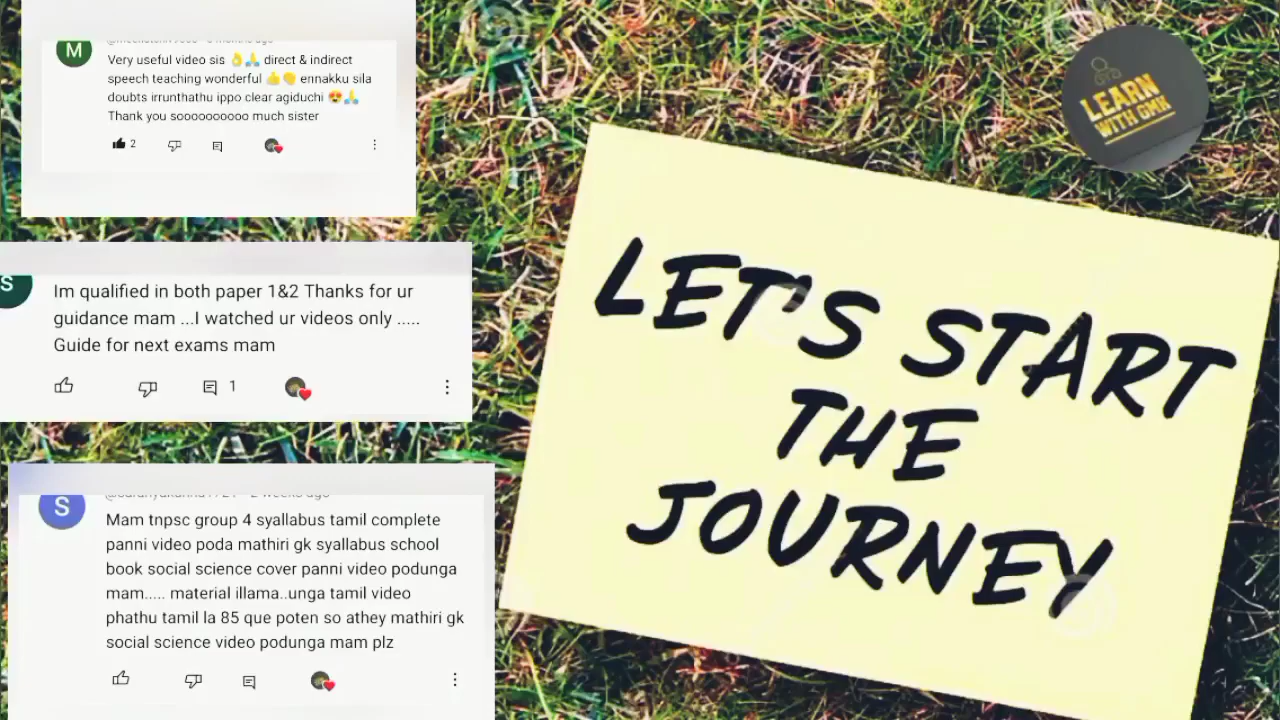 Very useful video sis 👌🙏 direct & indirect
speech teaching wonderful 👍👏 ennakku sila
doubts irrunthathu ippo clear agiduchi 😍🙏
Thank you soooooooooo much sister
2
Im qualified in both paper 1&2 Thanks for ur
guidance mam ...I watched ur videos only .....
Guide for next exams mam
1
S
Mam tnpsc group 4 syallabus tamil complete
panni video poda mathiri gk syallabus school
book social science cover panni video podunga
mam..... material illama..unga tamil video
phathu tamil la 85 que poten so athey mathiri gk
social science video podunga mam plz
M
S
LEARN
WITH GMK
LET'S START
THE
JOURNEY